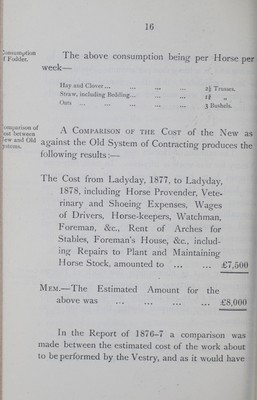 16
Consumption
of Fodder.
The above consumption being per Horse per
week—
Hay and Clover ... ... ... ... 2½ Trusses.
Straw, including Bedding... ... ... „
Oats ... ... ... ... ... 3 Bushels.
Comparison of
Cost between
New and Old
Systems.
A Comparison of the Cost of the New as
against the Old System of Contracting produces the
following results:—
The Cost from Ladyday, 1877, to Ladyday,
1878, including Horse Provender, Vete-
rinary and Shoeing Expenses, Wages
of Drivers, Horse-keepers, Watchman,
Foreman, &c., Rent of Arches for
Stables, Foreman's House, &c., includ-
ing Repairs to Plant and Maintaining
Horse Stock, amounted to ... ... £7,500
Mem.—The Estimated Amount for the
above was ... ... ... ... £8,000
In the Report of 1876-7 a comparison was
made between the estimated cost of the work about
to be performed by the Vestry, and as it would have